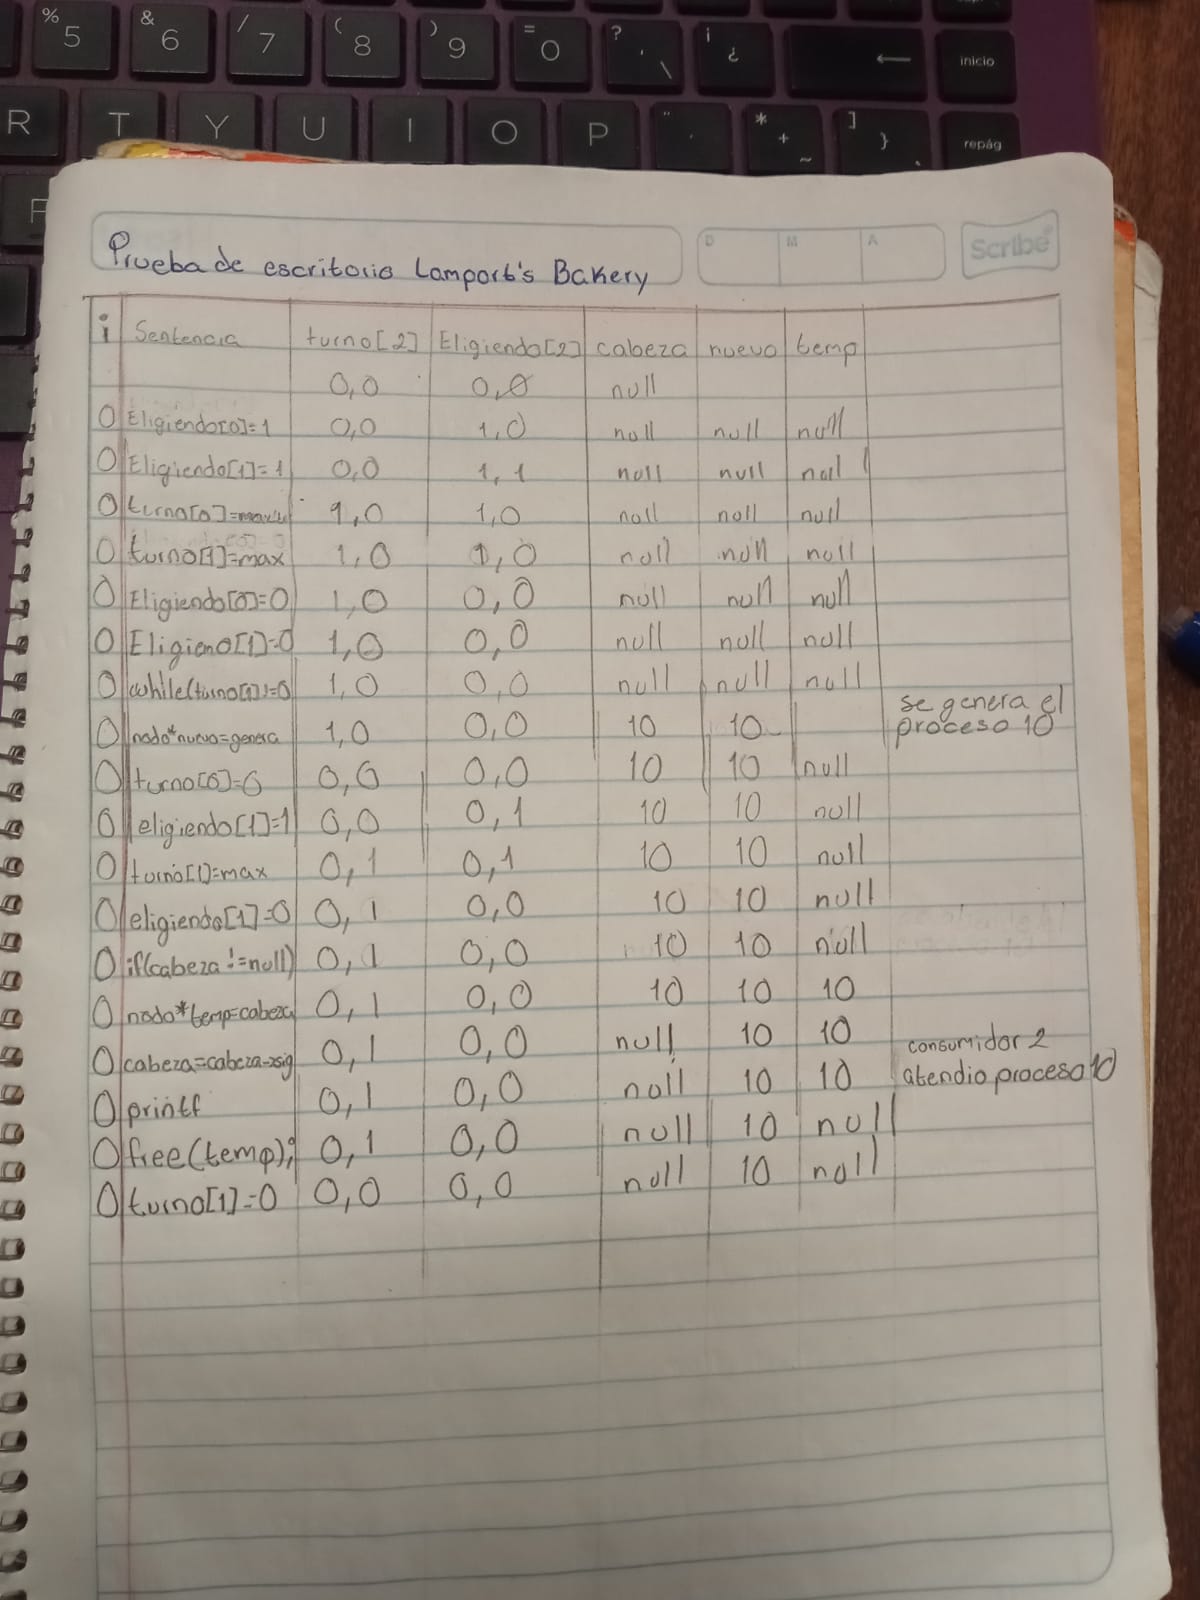 % 5 & 6 / 7 ( 8 ) 9 = 0 ? ' \ ¡ ¿ ← inicio
R T Y U I O P * + ~ ] } repág
Prueba de escritorio Lamport's Bakery
D M A
Scribe
i Sentencia turno[2] Eligiendo[2] cabeza nuevo temp
0,0 0,0 null
0 Eligiendo[0]=1 0,0 1,0 null null null
0 Eligiendo[1]=1 0,0 1,1 null null null
0 turno[0]=max 1,0 1,0 null null null
0 turno[1]=max 1,0 1,0 null null null
0 Eligiendo[0]=0 1,0 0,0 null null null
0 Eligieno[1]=0 1,0 0,0 null null null
0 while(turno[1]!=0 1,0 0,0 null null null
0 nodo*nuevo=genera 1,0 0,0 10 10 se genera el proceso 10
0 turno[0]=0 0,0 0,0 10 10 null
0 eligiendo[1]=1 0,0 0,1 10 10 null
0 turno[1]=max 0,1 0,1 10 10 null
0 eligiendo[1]=0 0,1 0,0 10 10 null
0 if(cabeza!=null) 0,1 0,0 10 10 null
0 nodo*temp=cabeza 0,1 0,0 10 10 10
0 cabeza=cabeza->sig 0,1 0,0 null 10 10
0 printf 0,1 0,0 null 10 10 consumidor 2 atendio proceso 10
0 free(temp); 0,1 0,0 null 10 null
0 turno[1]=0 0,0 0,0 null 10 null